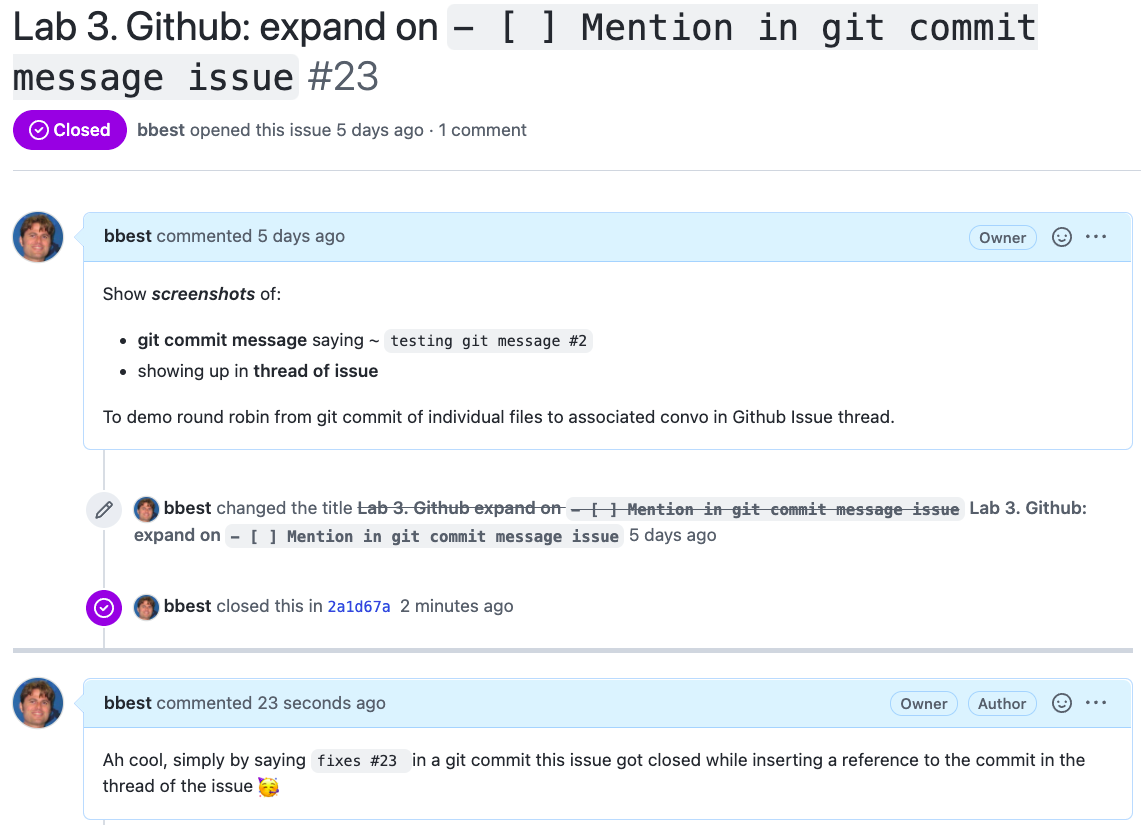 Lab 3. Github: expand on – [ ] Mention in git commit
message issue #23
Closed bbest opened this issue 5 days ago · 1 comment
bbest commented 5 days ago Owner
Show screenshots of:
• git commit message saying ~ testing git message #2
• showing up in thread of issue
To demo round robin from git commit of individual files to associated convo in Github Issue thread.
bbest changed the title Lab 3. Github expand on – [ ] Mention in git commit message issue Lab 3. Github:
expand on – [ ] Mention in git commit message issue 5 days ago
bbest closed this in 2a1d67a 2 minutes ago
bbest commented 23 seconds ago Owner Author
Ah cool, simply by saying fixes #23 in a git commit this issue got closed while inserting a reference to the commit in the
thread of the issue 🥳